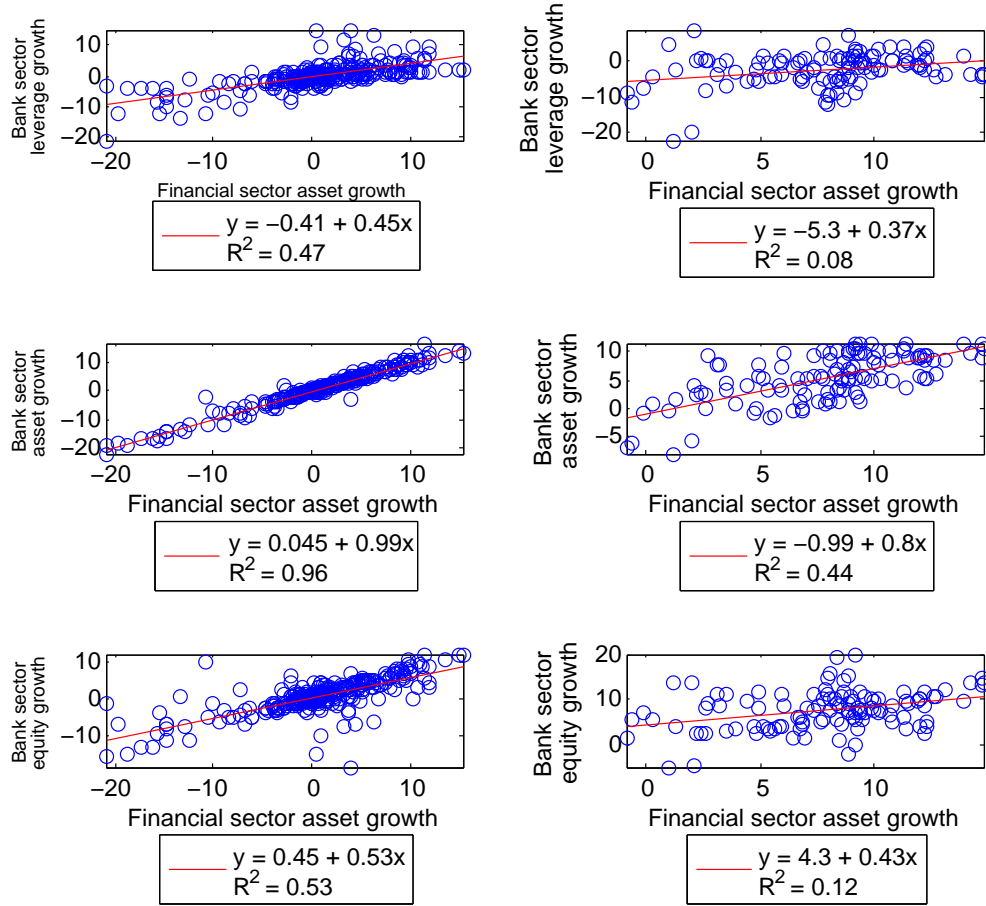 Bank sector
leverage growth
10
0
−10
−20
−20
−10
0
10
Financial sector asset growth
y = −0.41 + 0.45x
R² = 0.47
Bank sector
leverage growth
0
−10
−20
0
5
10
Financial sector asset growth
y = −5.3 + 0.37x
R² = 0.08
Bank sector
asset growth
10
0
−10
−20
−20
−10
0
10
Financial sector asset growth
y = 0.045 + 0.99x
R² = 0.96
Bank sector
asset growth
10
5
0
−5
0
5
10
Financial sector asset growth
y = −0.99 + 0.8x
R² = 0.44
Bank sector
equity growth
10
0
−10
−20
−10
0
10
Financial sector asset growth
y = 0.45 + 0.53x
R² = 0.53
Bank sector
equity growth
20
10
0
0
5
10
Financial sector asset growth
y = 4.3 + 0.43x
R² = 0.12